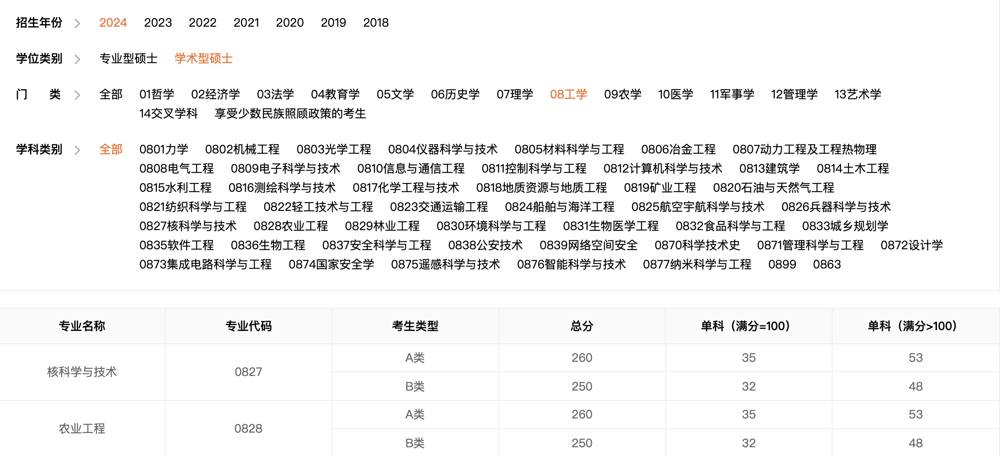 招生年份 2024 2023 2022 2021 2020 2019 2018
学位类别 专业型硕士 学术型硕士
门 类 全部 01哲学 02经济学 03法学 04教育学 05文学 06历史学 07理学 08工学 09农学 10医学 11军事学 12管理学 13艺术学
14交叉学科 享受少数民族照顾政策的考生
学科类别 全部 0801力学 0802机械工程 0803光学工程 0804仪器科学与技术 0805材料科学与工程 0806冶金工程 0807动力工程及工程热物理
0808电气工程 0809电子科学与技术 0810信息与通信工程 0811控制科学与工程 0812计算机科学与技术 0813建筑学 0814土木工程
0815水利工程 0816测绘科学与技术 0817化学工程与技术 0818地质资源与地质工程 0819矿业工程 0820石油与天然气工程
0821纺织科学与工程 0822轻工技术与工程 0823交通运输工程 0824船舶与海洋工程 0825航空宇航科学与技术 0826兵器科学与技术
0827核科学与技术 0828农业工程 0829林业工程 0830环境科学与工程 0831生物医学工程 0832食品科学与工程 0833城乡规划学
0835软件工程 0836生物工程 0837安全科学与工程 0838公安技术 0839网络空间安全 0870科学技术史 0871管理科学与工程 0872设计学
0873集成电路科学与工程 0874国家安全学 0875遥感科学与技术 0876智能科学与技术 0877纳米科学与工程 0899 0863
专业名称 专业代码 考生类型 总分 单科（满分=100） 单科（满分>100）
核科学与技术 0827 A类 260 35 53
B类 250 32 48
农业工程 0828 A类 260 35 53
B类 250 32 48